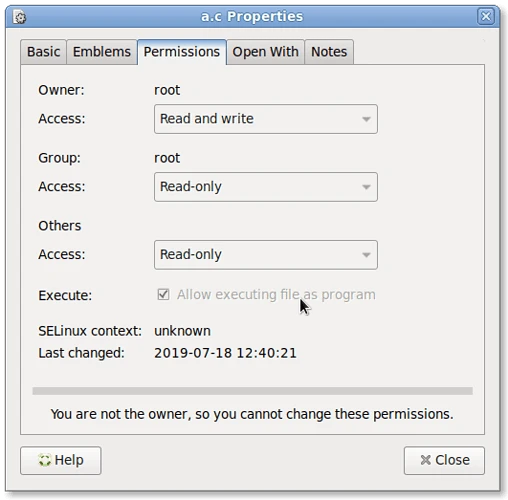 a.c Properties
Basic Emblems Permissions Open With Notes
Owner: root
Access: Read and write
Group: root
Access: Read-only
Others
Access: Read-only
Execute: Allow executing file as program
SELinux context: unknown
Last changed: 2019-07-18 12:40:21
You are not the owner, so you cannot change these permissions.
Help Close